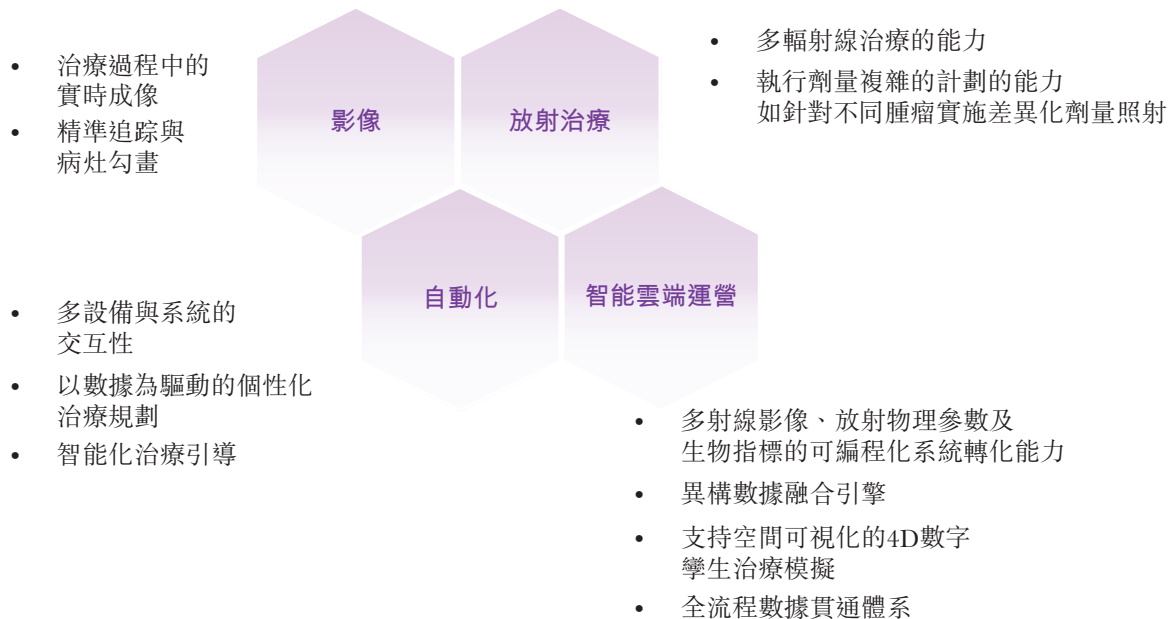 • 治療過程中的
實時成像
• 精準追踪與
病灶勾畫
影像
放射治療
• 多輻射線治療的能力
• 執行劑量複雜的計劃的能力
如針對不同腫瘤實施差異化劑量照射
• 多設備與系統的
交互性
• 以數據為驅動的個性化
治療規劃
• 智能化治療引導
自動化
智能雲端運營
• 多射線影像、放射物理參數及
生物指標的可編程化系統轉化能力
• 異構數據融合引擎
• 支持空間可視化的4D數字
孿生治療模擬
• 全流程數據貫通體系